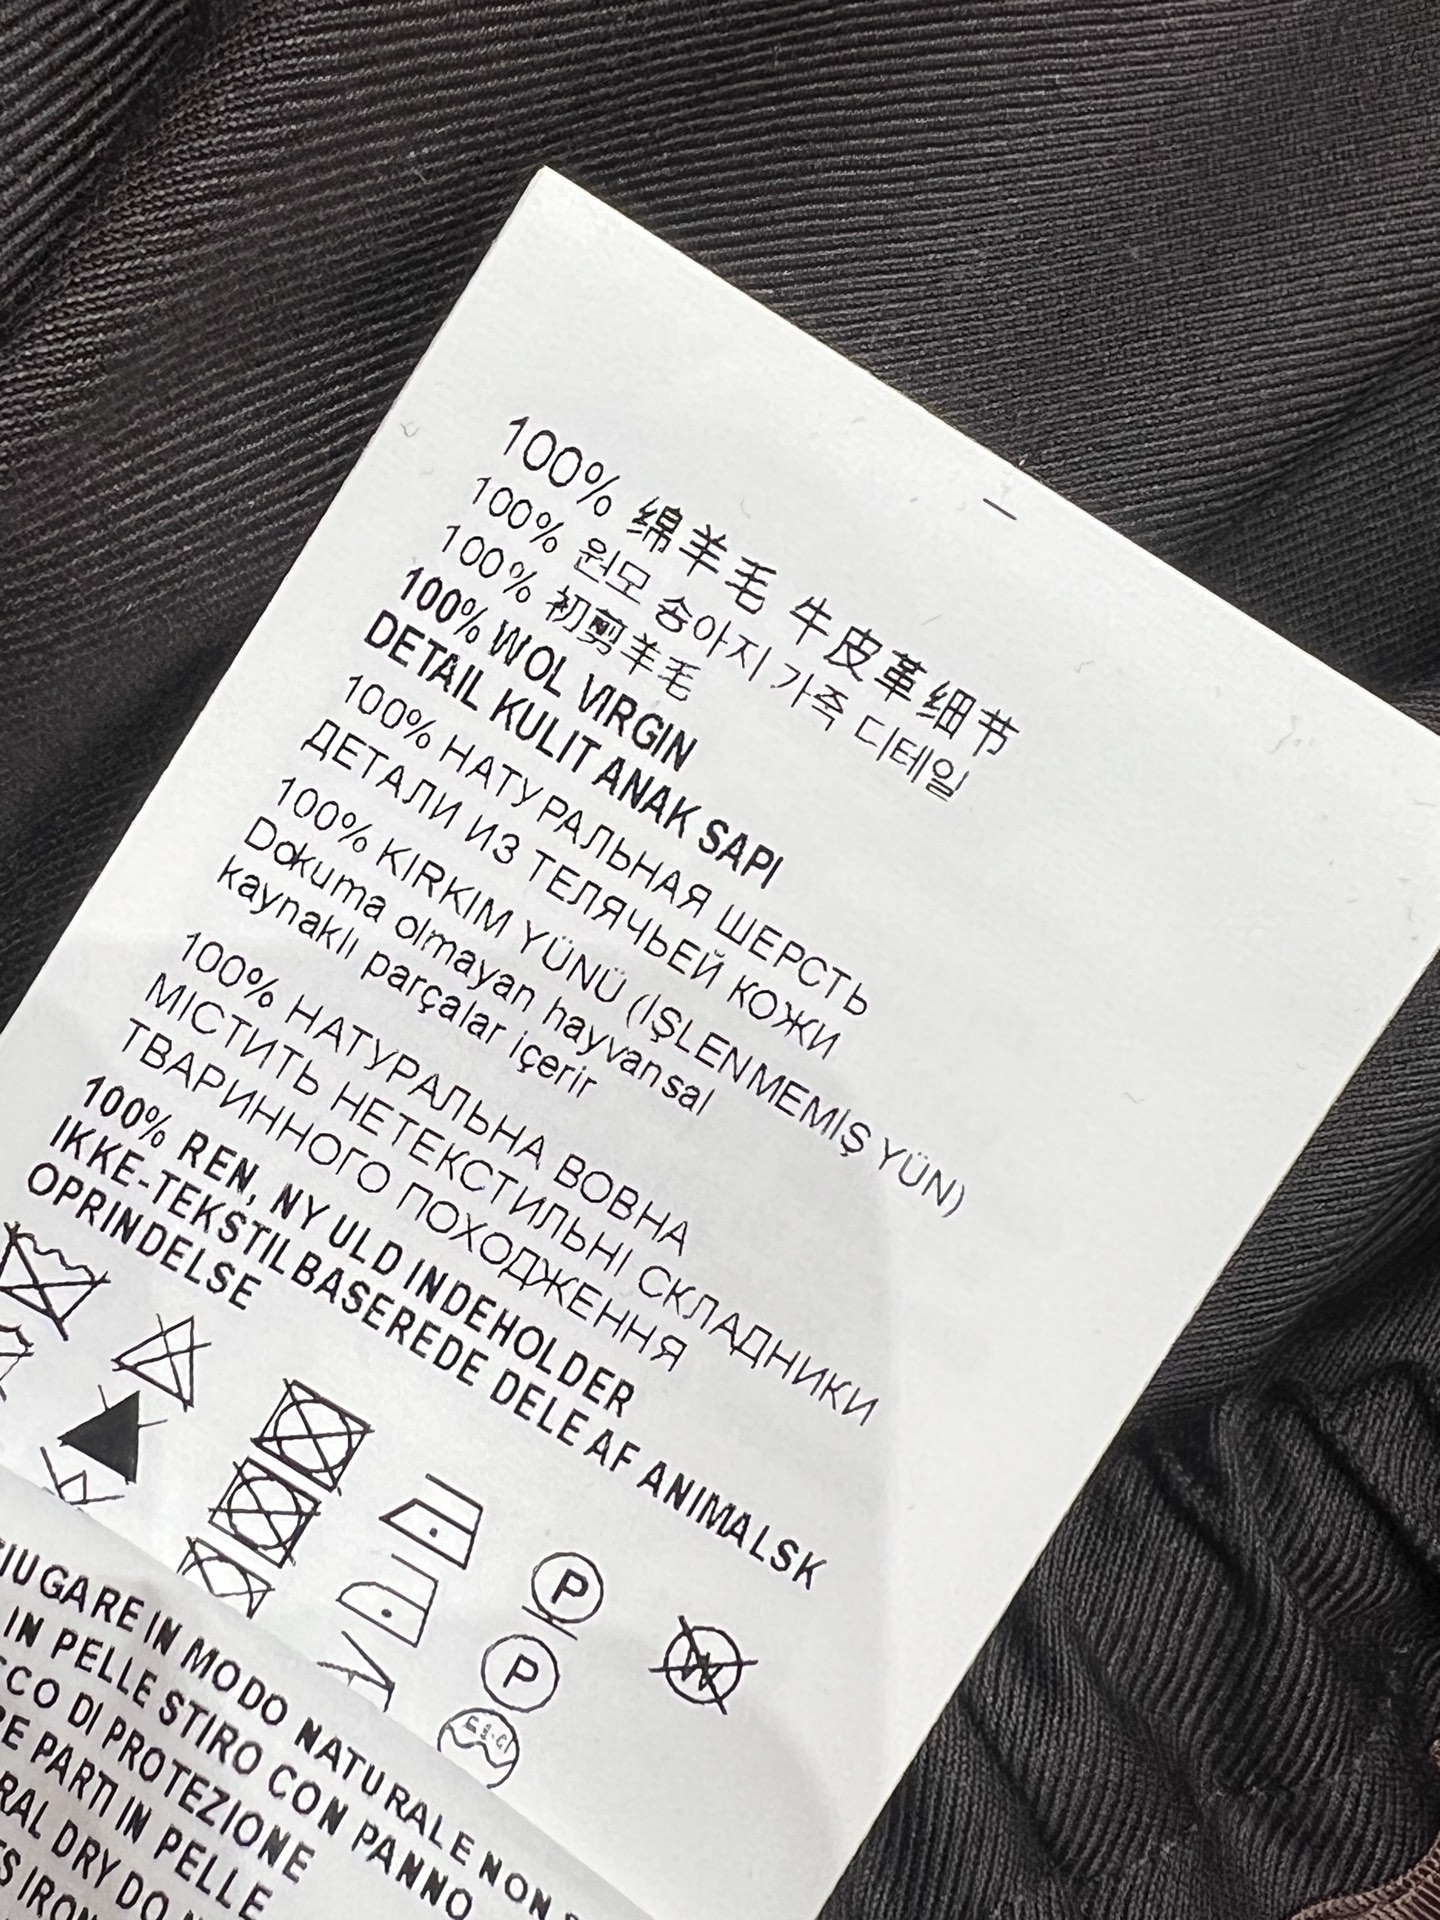 100% 绵羊毛 牛皮革细节
100% 원모 송아지 가죽 디테일
100% 初剪羊毛
100% WOL VIRGIN
DETAIL KULIT ANAK SAPI
100% НАТУРАЛЬНАЯ ШЕРСТЬ
ДЕТАЛИ ИЗ ТЕЛЯЧЬЕЙ КОЖИ
100% KIRKIM YÜNÜ (İŞLENMEMİŞ YÜN)
Dokuma olmayan hayvansal
kaynaklı parçalar içerir
100% НАТУРАЛЬНА ВОВНА
МІСТИТЬ НЕТЕКСТИЛЬНІ СКЛАДНИКИ
ТВАРИННОГО ПОХОДЖЕННЯ
100% REN, NY ULD INDEHOLDER
IKKE-TEKSTILBASEREDE DELE AF ANIMALSK
OPRINDELSE
P
W
P
IN MODO NATURALE NON
IN PELLE STIRO CON PANNO
DI PROTEZIONE
PARTI IN PELLE
DRY DO
IRON